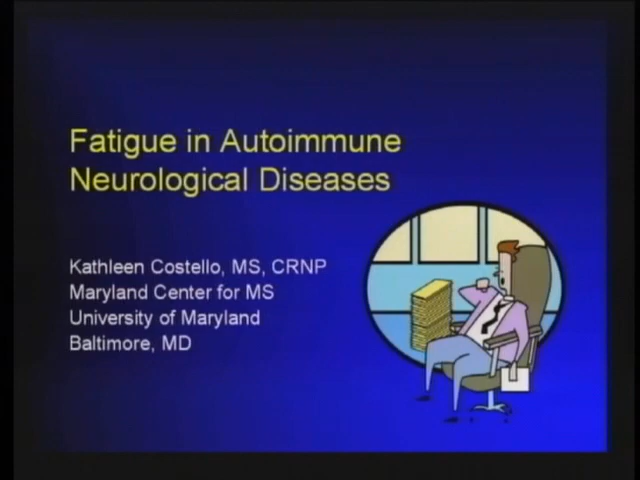 Fatigue in Autoimmune
Neurological Diseases
Kathleen Costello, MS, CRNP
Maryland Center for MS
University of Maryland
Baltimore, MD